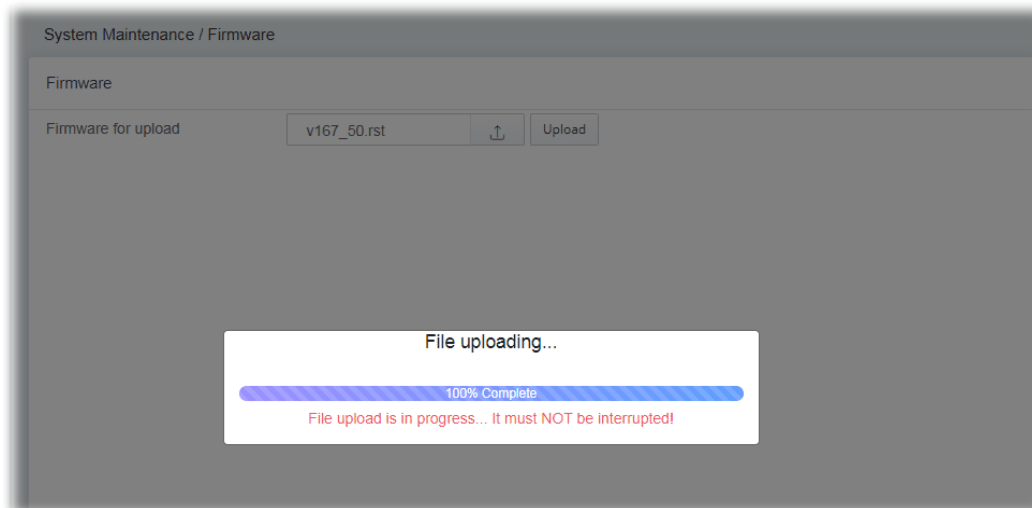 System Maintenance / Firmware
Firmware
Firmware for upload v167_50.rst Upload
File uploading...
100% Complete
File upload is in progress... It must NOT be interrupted!